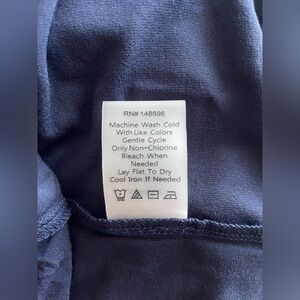 RN# 148596
Machine Wash Cold
With Like Colors
Gentle Cycle
Only Non-Chlorine
Bleach When
Needed
Lay Flat To Dry
Cool Iron If Needed